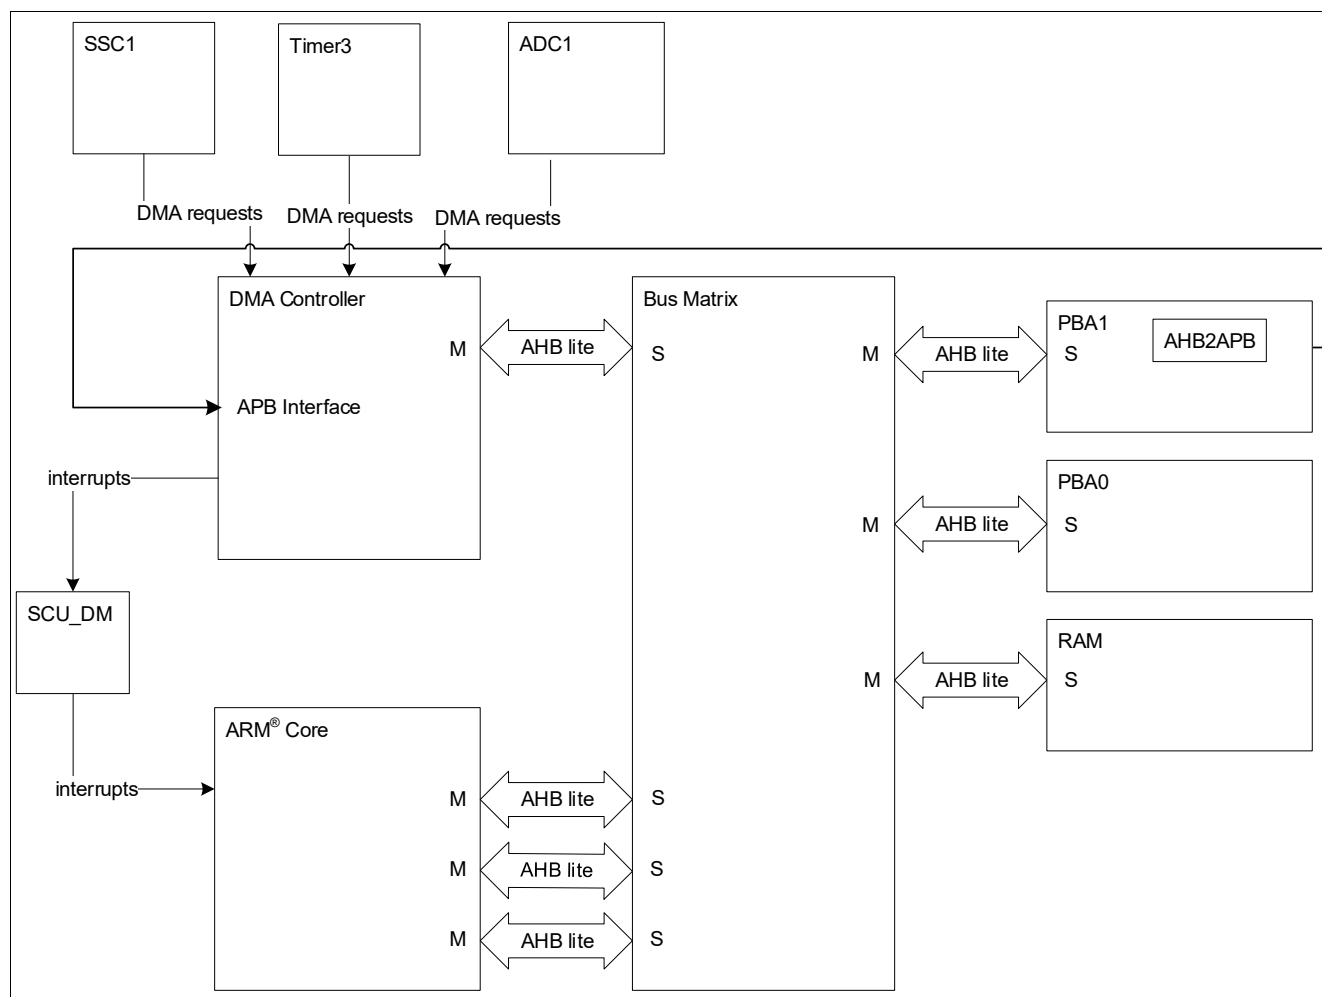 SSC1
Timer3
ADC1
DMA requests
DMA requests
DMA requests
DMA Controller
M
AHB lite
APB Interface
Bus Matrix
S
M
AHB lite
PBA1
AHB2APB
S
interrupts
M
AHB lite
PBA0
S
SCU_DM
M
AHB lite
RAM
S
interrupts
ARM® Core
M
AHB lite
S
M
AHB lite
S
M
AHB lite
S